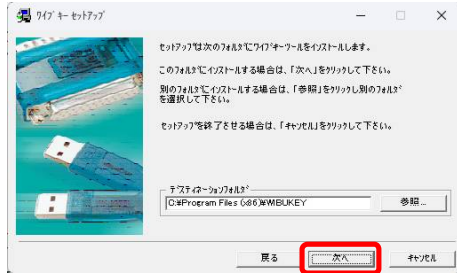 ﾜｲﾌﾞｷｰ ｾｯﾄｱｯﾌﾟ
ｾｯﾄｱｯﾌﾟは次のﾌｫﾙﾀﾞにﾜｲﾌﾞｷｰﾂｰﾙをｲﾝｽﾄｰﾙします。
このﾌｫﾙﾀﾞにｲﾝｽﾄｰﾙする場合は、「次へ」をｸﾘｯｸして下さい。
別のﾌｫﾙﾀﾞにｲﾝｽﾄｰﾙする場合は、「参照」をｸﾘｯｸし別のﾌｫﾙﾀﾞ
を選択して下さい。
ｾｯﾄｱｯﾌﾟを終了させる場合は、「ｷｬﾝｾﾙ」をｸﾘｯｸして下さい。
ﾃﾞｽﾃｨﾈｰｼｮﾝﾌｫﾙﾀﾞ
C:¥Program Files (x86)¥WIBUKEY
参照...
戻る
次へ
ｷｬﾝｾﾙ